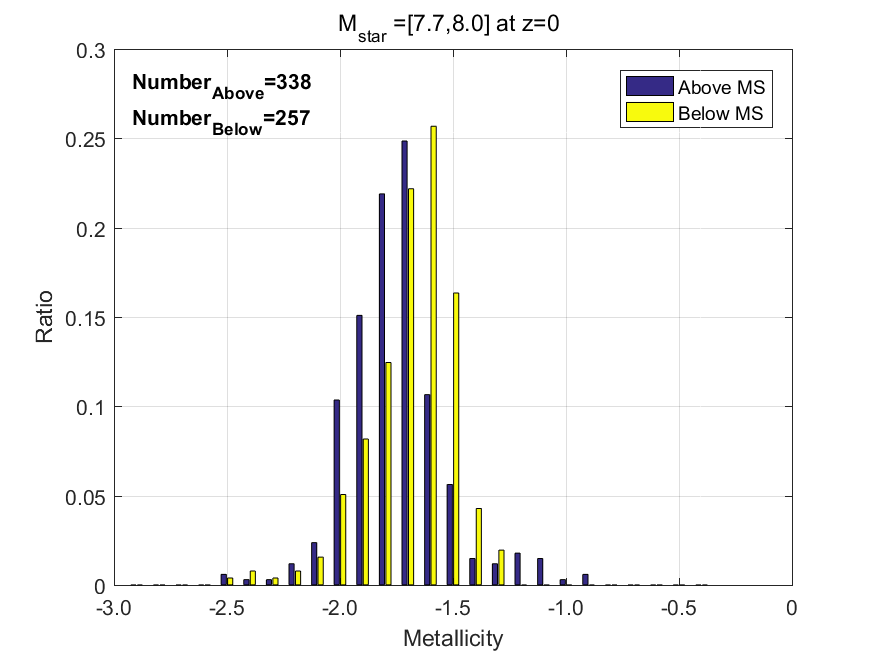 M_star =[7.7,8.0] at z=0
Number_Above=338
Number_Below=257
Above MS
Below MS
0.3
0.25
0.2
0.15
0.1
0.05
0
Ratio
-3.0 -2.5 -2.0 -1.5 -1.0 -0.5 0
Metallicity